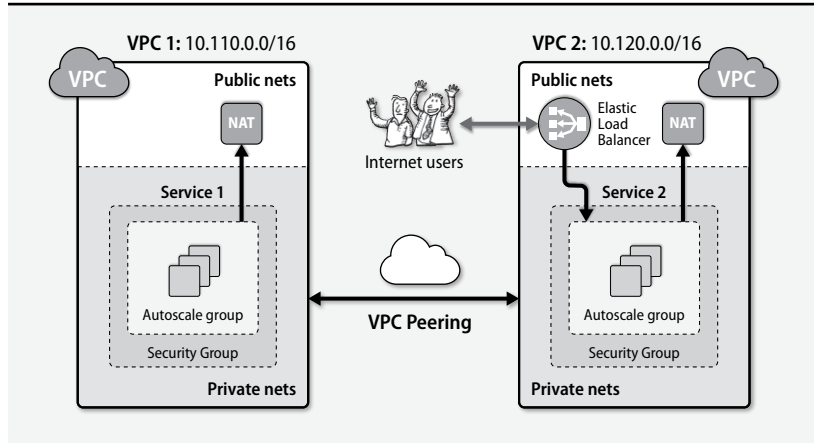 VPC 1: 10.110.0.0/16
VPC
Public nets
NAT
Service 1
Autoscale group
Security Group
Private nets
Internet users
VPC Peering
VPC 2: 10.120.0.0/16
VPC
Public nets
Elastic
Load
Balancer
NAT
Service 2
Autoscale group
Security Group
Private nets